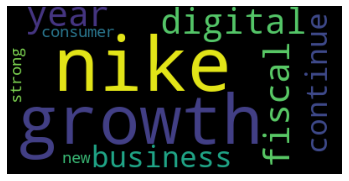 year
digital
consumer
nike
strong
growth
fiscal
continue
new
business